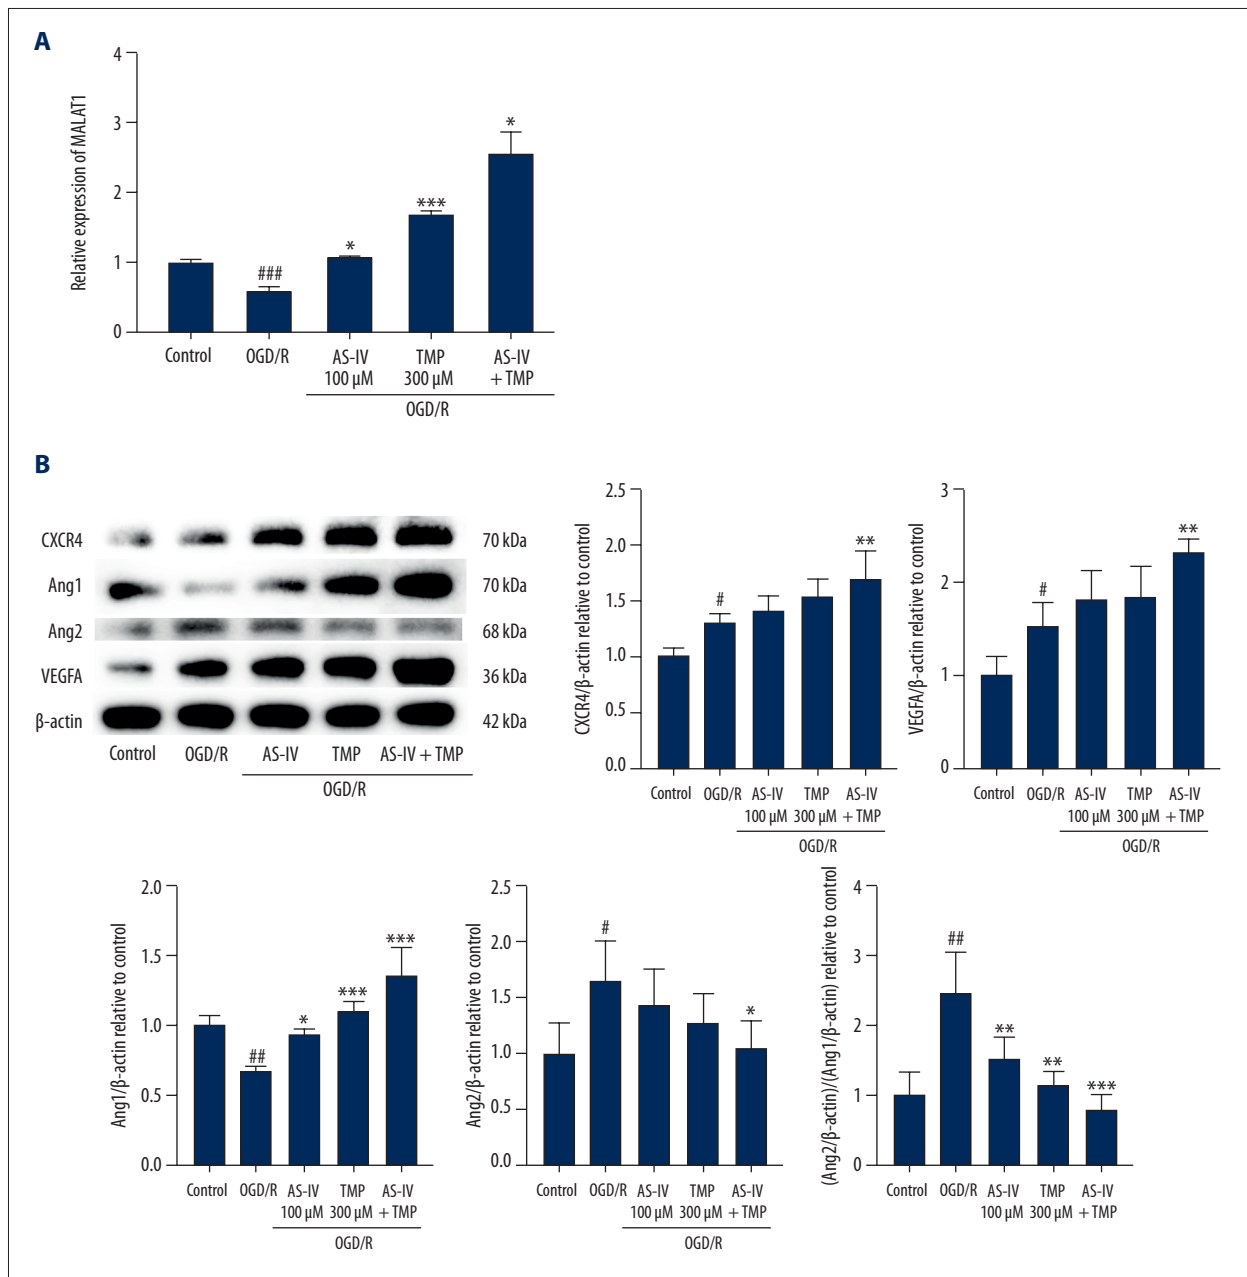 A
4
3
2
1
0
Relative expression of MALAT1
###
*
***
*
Control
OGD/R
AS-IV
100 µM
TMP
300 µM
AS-IV
+ TMP
OGD/R
B
CXCR4
70 kDa
Ang1
70 kDa
Ang2
68 kDa
VEGFA
36 kDa
β-actin
42 kDa
Control
OGD/R
AS-IV
TMP
AS-IV + TMP
OGD/R
2.5
2.0
1.5
1.0
0.5
0.0
CXCR4/β-actin relative to control
#
**
Control
OGD/R
AS-IV
100 µM
TMP
300 µM
AS-IV
+ TMP
OGD/R
3
2
1
0
VEGFA/β-actin relative to control
#
**
Control
OGD/R
AS-IV
100 µM
TMP
300 µM
AS-IV
+ TMP
OGD/R
2.0
1.5
1.0
0.5
0.0
Ang1/β-actin relative to control
##
*
***
***
Control
OGD/R
AS-IV
100 µM
TMP
300 µM
AS-IV
+ TMP
OGD/R
2.5
2.0
1.5
1.0
0.5
0.0
Ang2/β-actin relative to control
#
*
Control
OGD/R
AS-IV
100 µM
TMP
300 µM
AS-IV
+ TMP
OGD/R
4
3
2
1
0
(Ang2/β-actin)/(Ang1/β-actin) relative to control
##
**
**
***
Control
OGD/R
AS-IV
100 µM
TMP
300 µM
AS-IV
+ TMP